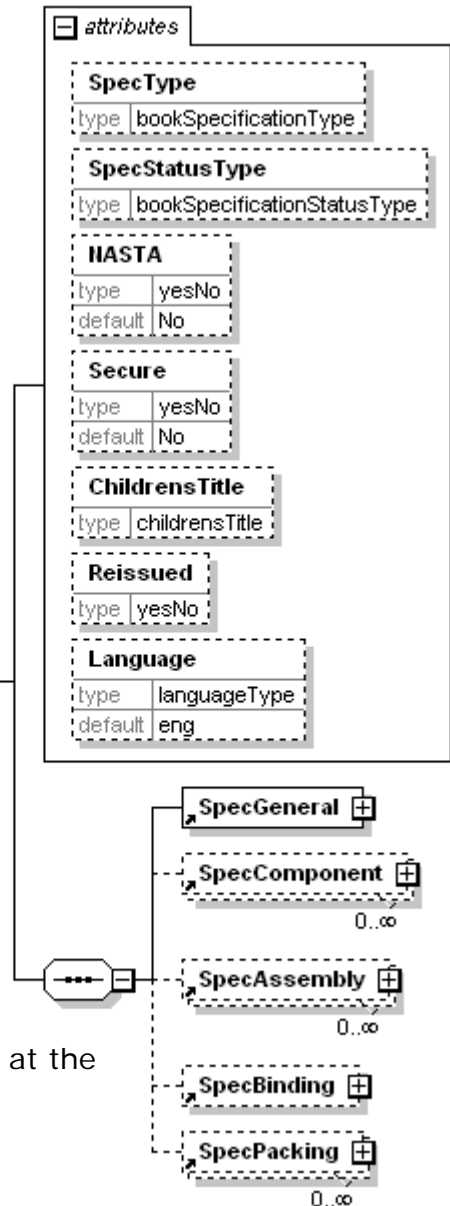 attributes
SpecType
type bookSpecificationType
SpecStatusType
type bookSpecificationStatusType
NASTA
type yesNo
default No
Secure
type yesNo
default No
ChildrensTitle
type childrensTitle
Reissued
type yesNo
Language
type languageType
default eng
SpecGeneral
SpecComponent
0..∞
SpecAssembly
0..∞
at the
SpecBinding
SpecPacking
0..∞